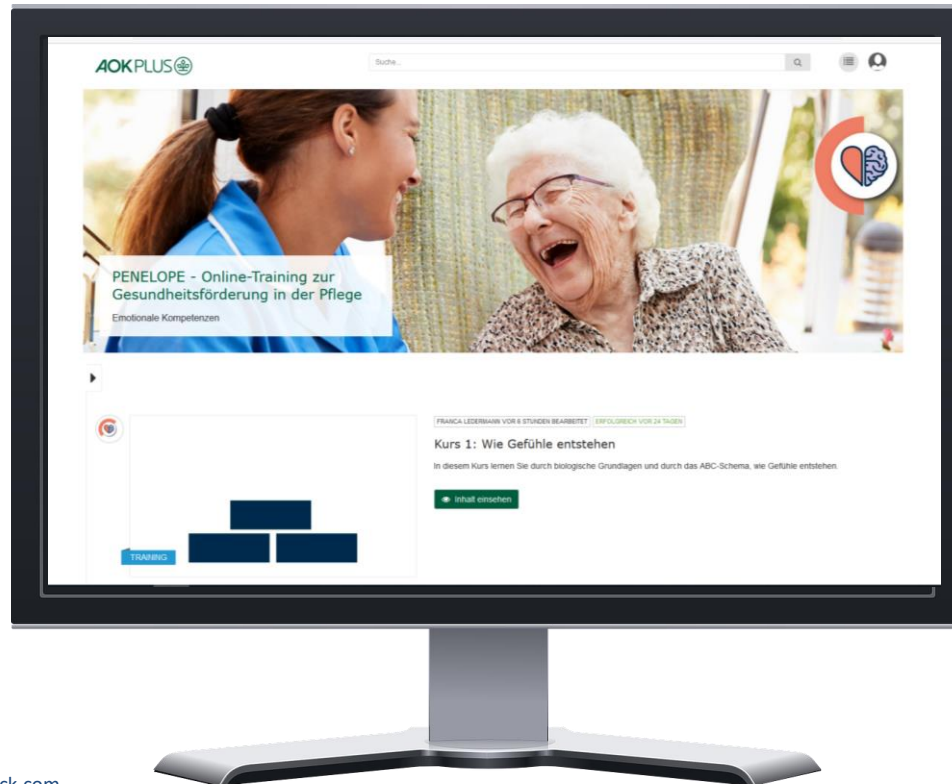 AOKPLUS
Suche...
PENELOPE - Online-Training zur
Gesundheitsförderung in der Pflege
Emotionale Kompetenzen
FRANCA LEDERMANN VOR 6 STUNDEN BEARBEITET ERFOLGREICH VOR 24 TAGEN
Kurs 1: Wie Gefühle entstehen
In diesem Kurs lernen Sie durch biologische Grundlagen und durch das ABC-Schema, wie Gefühle entstehen.
Inhalt einsehen
TRAINING
ck.com